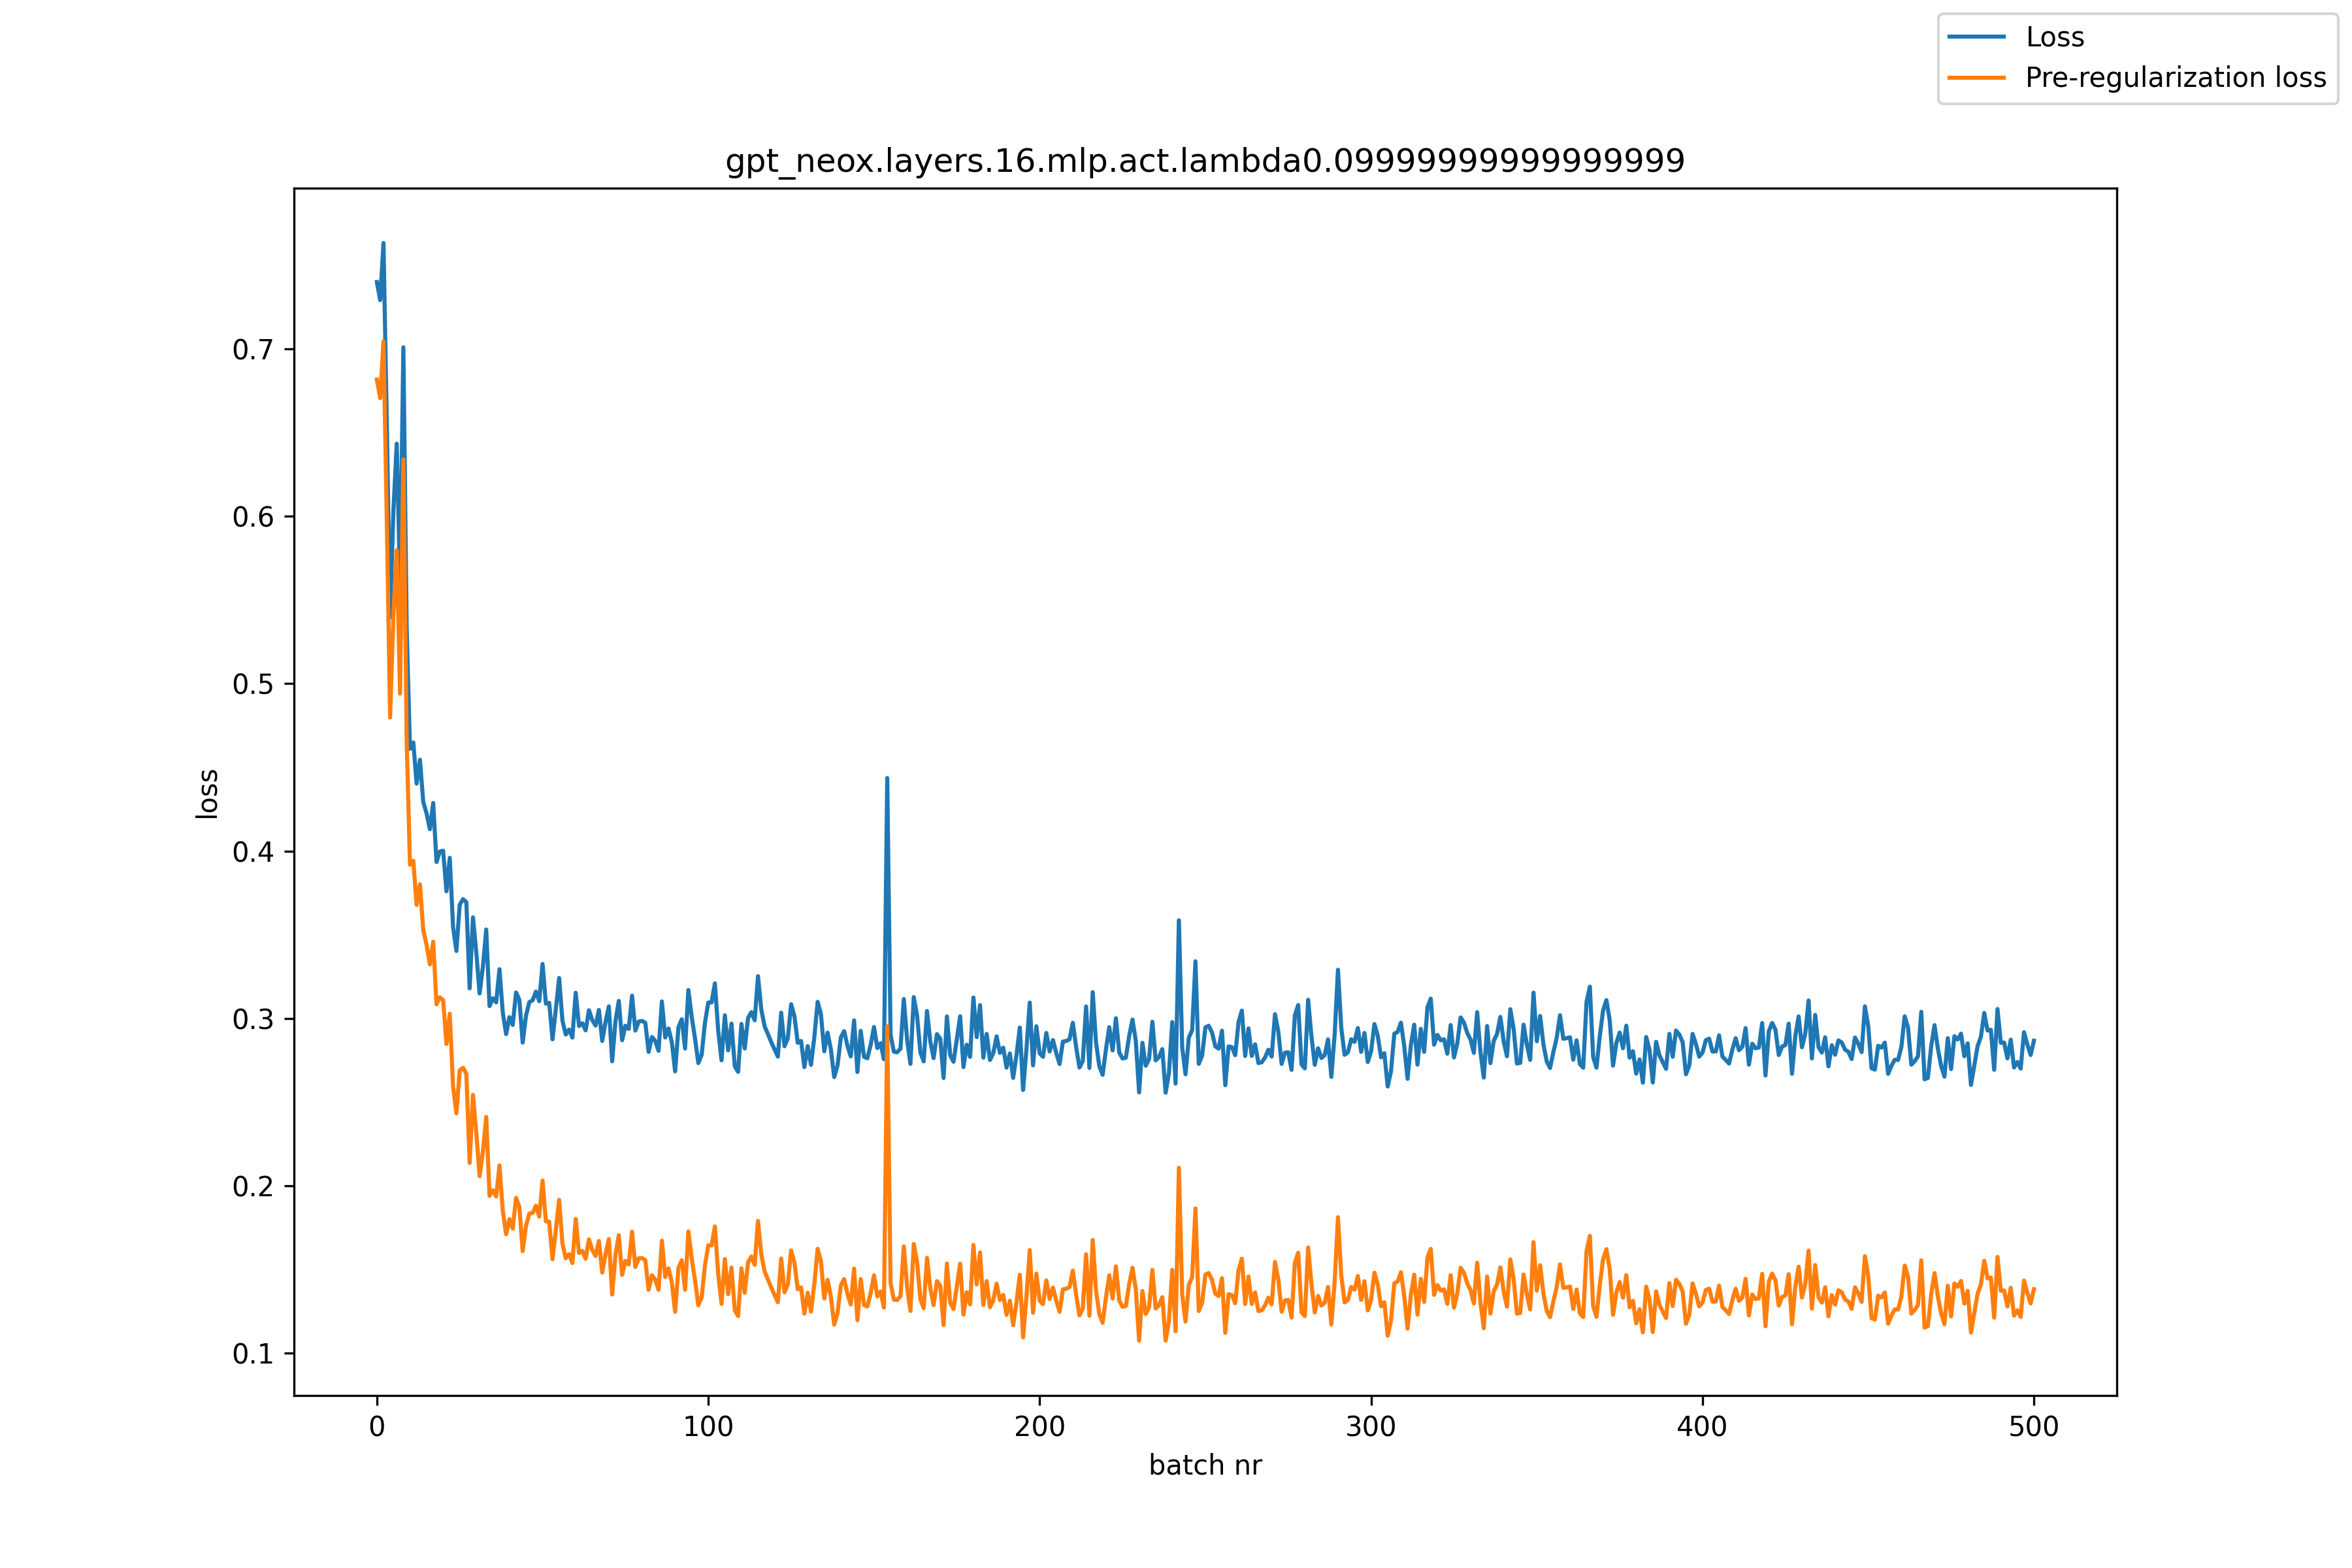 Loss
Pre-regularization loss
gpt_neox.layers.16.mlp.act.lambda0.09999999999999999
0.7
0.6
0.5
0.4
0.3
0.2
0.1
loss
0 100 200 300 400 500
batch nr